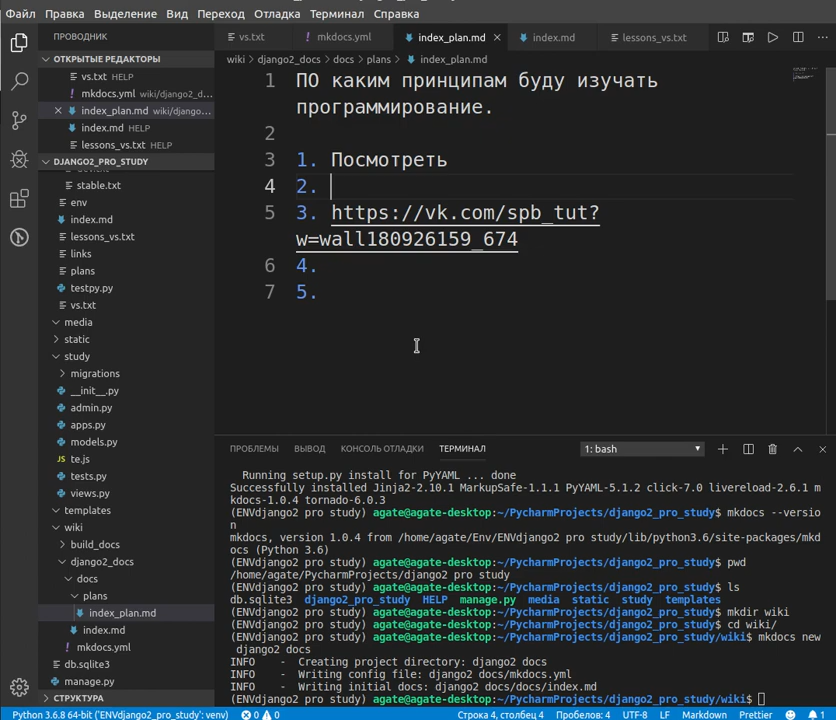 Файл Правка Выделение Вид Переход Отладка Терминал Справка
ПРОВОДНИК
vs.txt
mkdocs.yml
index_plan.md
index.md
lessons_vs.txt
ОТКРЫТЫЕ РЕДАКТОРЫ
vs.txt HELP
mkdocs.yml wiki/django2_d...
index_plan.md wiki/django...
index.md HELP
lessons_vs.txt HELP
DJANGO2_PRO_STUDY
stable.txt
env
index.md
lessons_vs.txt
links
plans
testpy.py
vs.txt
media
static
study
migrations
__init__.py
admin.py
apps.py
models.py
te.js
tests.py
views.py
templates
wiki
build_docs
django2_docs
docs
plans
index_plan.md
index.md
mkdocs.yml
db.sqlite3
manage.py
СТРУКТУРА
wiki > django2_docs > docs > plans > index_plan.md
1 ПО каким принципам буду изучать
программирование.
2
3 1. Посмотреть
4 2.
5 3. https://vk.com/spb_tut?
w=wall180926159_674
6 4.
7 5.
ПРОБЛЕМЫ ВЫВОД КОНСОЛЬ ОТЛАДКИ ТЕРМИНАЛ 1: bash
Running setup.py install for PyYAML ... done
Successfully installed Jinja2-2.10.1 MarkupSafe-1.1.1 PyYAML-5.1.2 click-7.0 livereload-2.6.1 m
kdocs-1.0.4 tornado-6.0.3
(ENVdjango2 pro study) agate@agate-desktop:~/PycharmProjects/django2_pro_study$ mkdocs --versio
n
mkdocs, version 1.0.4 from /home/agate/Env/ENVdjango2 pro study/lib/python3.6/site-packages/mkd
ocs (Python 3.6)
(ENVdjango2 pro study) agate@agate-desktop:~/PycharmProjects/django2_pro_study$ pwd
/home/agate/PycharmProjects/django2 pro study
(ENVdjango2 pro study) agate@agate-desktop:~/PycharmProjects/django2_pro_study$ ls
db.sqlite3 django2_pro_study HELP manage.py media static study templates
(ENVdjango2 pro study) agate@agate-desktop:~/PycharmProjects/django2_pro_study$ mkdir wiki
(ENVdjango2 pro study) agate@agate-desktop:~/PycharmProjects/django2_pro_study$ cd wiki/
(ENVdjango2 pro study) agate@agate-desktop:~/PycharmProjects/django2_pro_study/wiki$ mkdocs new
django2 docs
INFO - Creating project directory: django2 docs
INFO - Writing config file: django2 docs/mkdocs.yml
INFO - Writing initial docs: django2 docs/docs/index.md
(ENVdjango2 pro study) agate@agate-desktop:~/PycharmProjects/django2_pro_study/wiki$
Python 3.6.8 64-bit ('ENVdjango2_pro_study': venv) 0 0 Строка 4, столбец 4 Пробелов: 4 UTF-8 LF Markdown Prettier 1